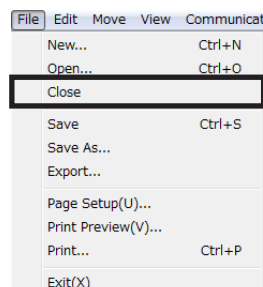 File Edit Move View Communicat
New... Ctrl+N
Open... Ctrl+O
Close
Save Ctrl+S
Save As...
Export...
Page Setup(U)...
Print Preview(V)...
Print... Ctrl+P
Exit(X)